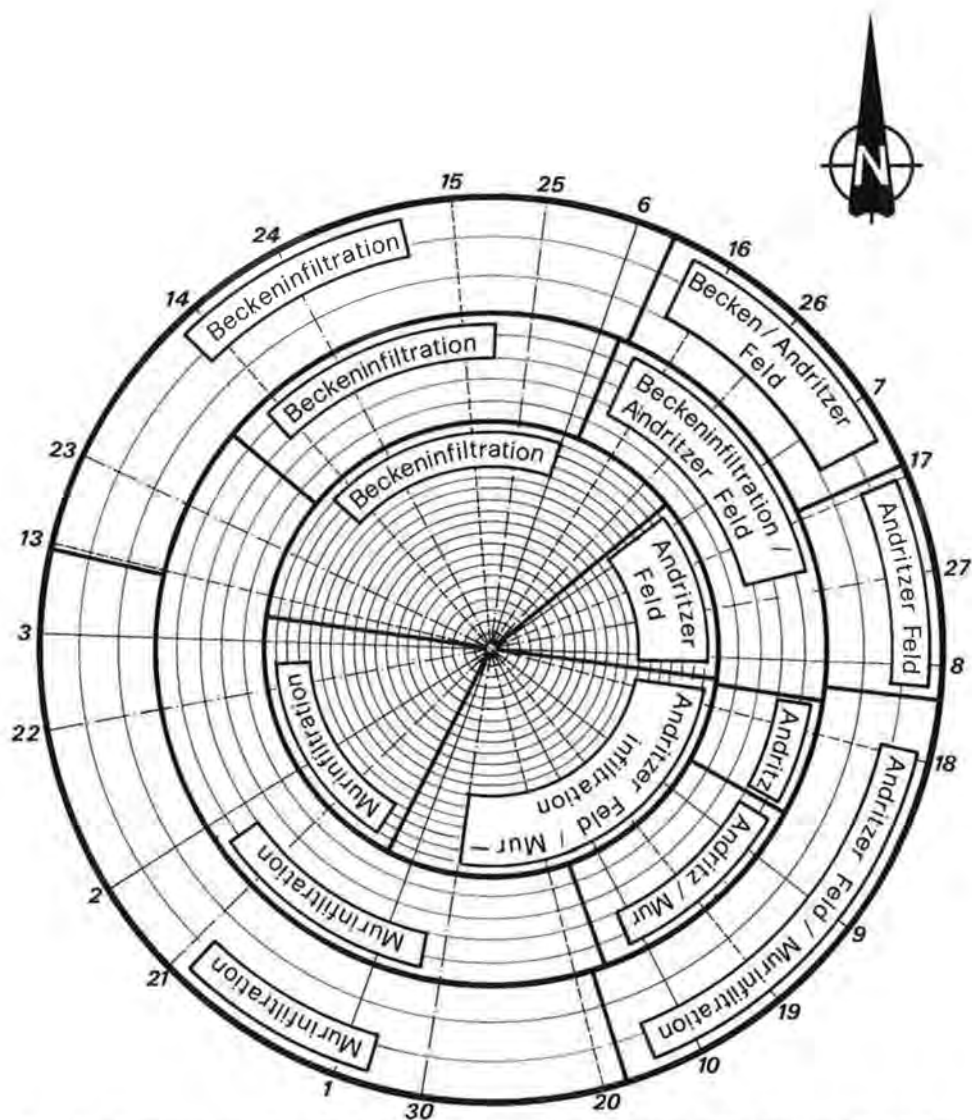 N
15
25
6
24
16
14
26
Beckeninfiltration
Becken / Andritzer
Feld
7
Beckeninfiltration
Beckeninfiltration /
Andritzer Feld
23
17
Beckeninfiltration
13
Andritzer
Feld
Andritzer Feld
27
3
8
22
Murinfiltration
Andritzer Feld / Mur—
infiltration
Andritz
18
Andritz / Mur
Andritzer Feld / Murinfiltration
Murinfiltration
2
9
21
Murinfiltration
19
10
1
30
20